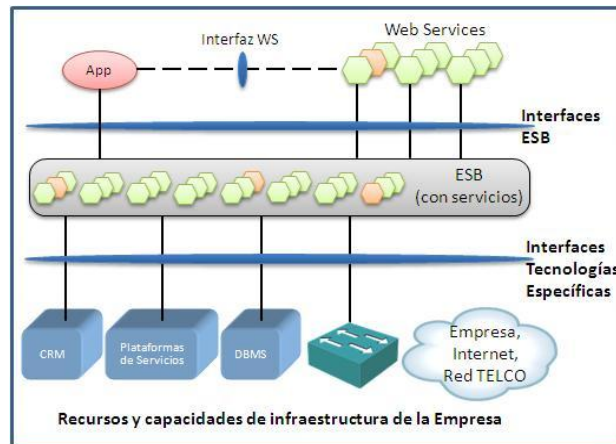 Interfaz WS
Web Services
App
Interfaces
ESB
ESB
(con servicios)
Interfaces
Tecnologías
Específicas
CRM
Plataformas
de Servicios
DBMS
Empresa,
Internet,
Red TELCO
Recursos y capacidades de infraestructura de la Empresa